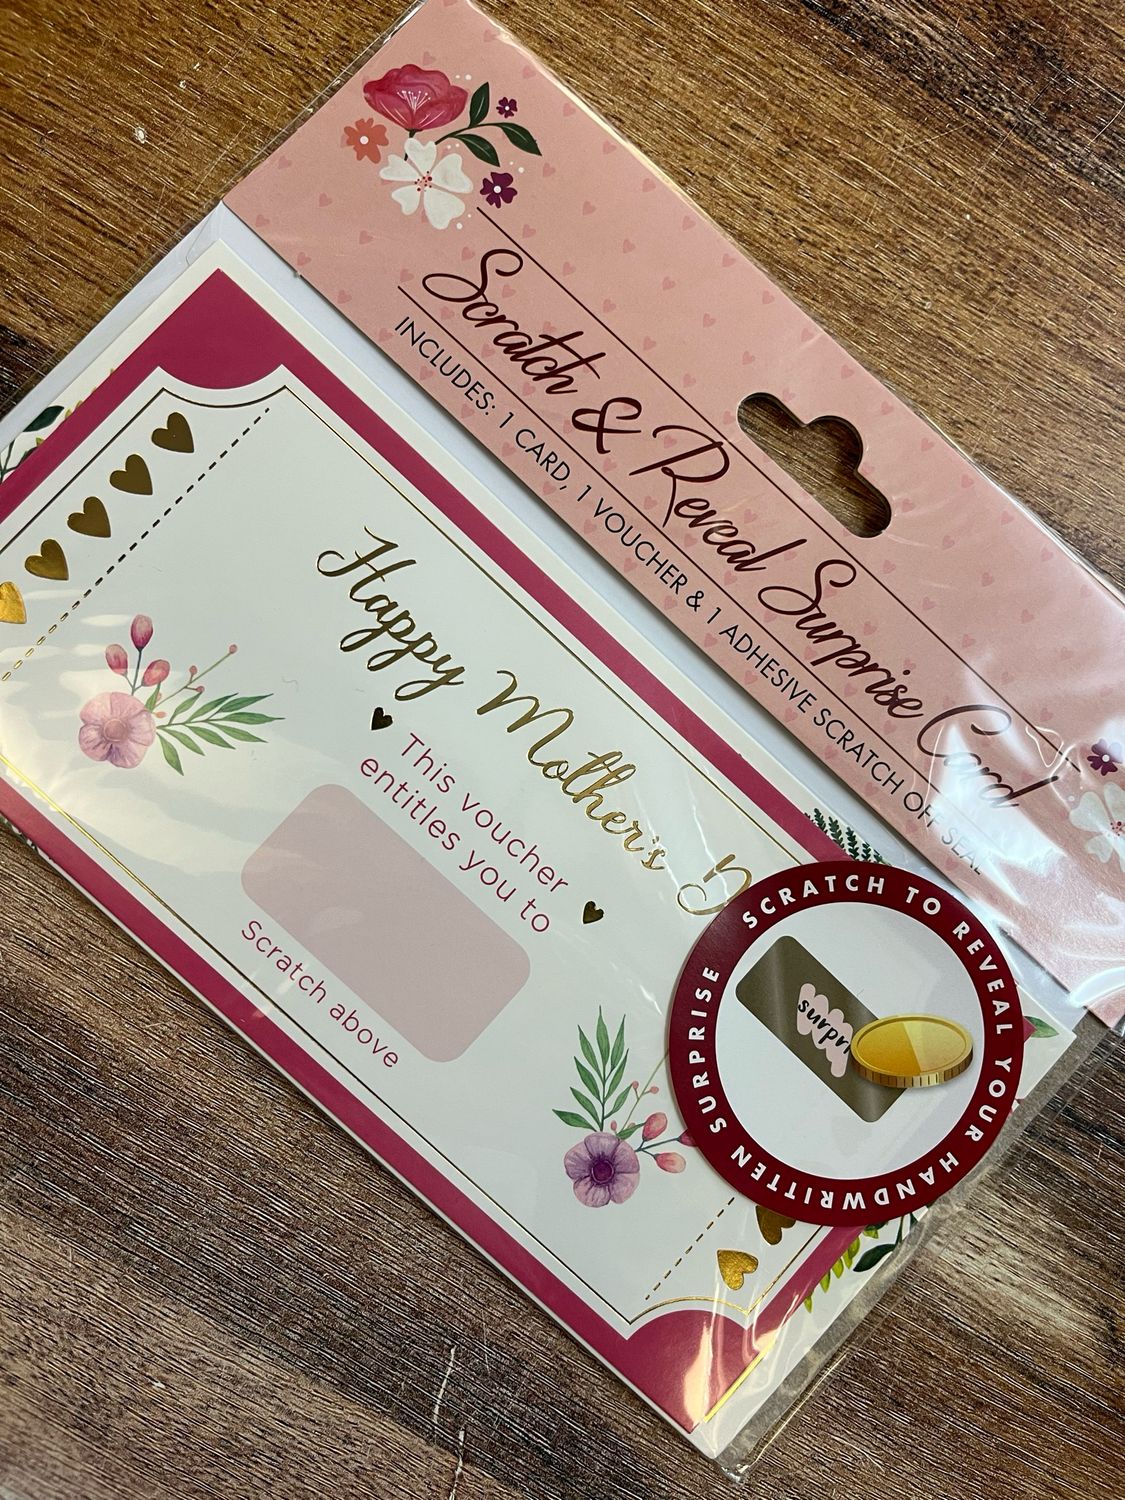 Scratch & Reveal Surprise Card
INCLUDES: 1 CARD, 1 VOUCHER & 1 ADHESIVE SCRATCH OFF SEAL
Happy Mother's D
This voucher
entitles you to
Scratch above
SCRATCH TO REVEAL YOUR HANDWRITTEN SURPRISE
surpri